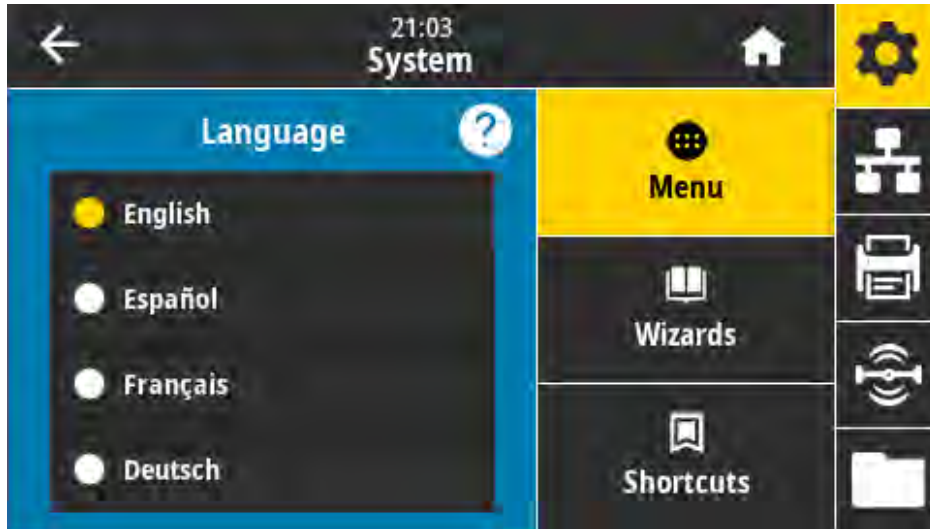 21:03
System
Language
?
English
Español
Français
Deutsch
Menu
Wizards
Shortcuts